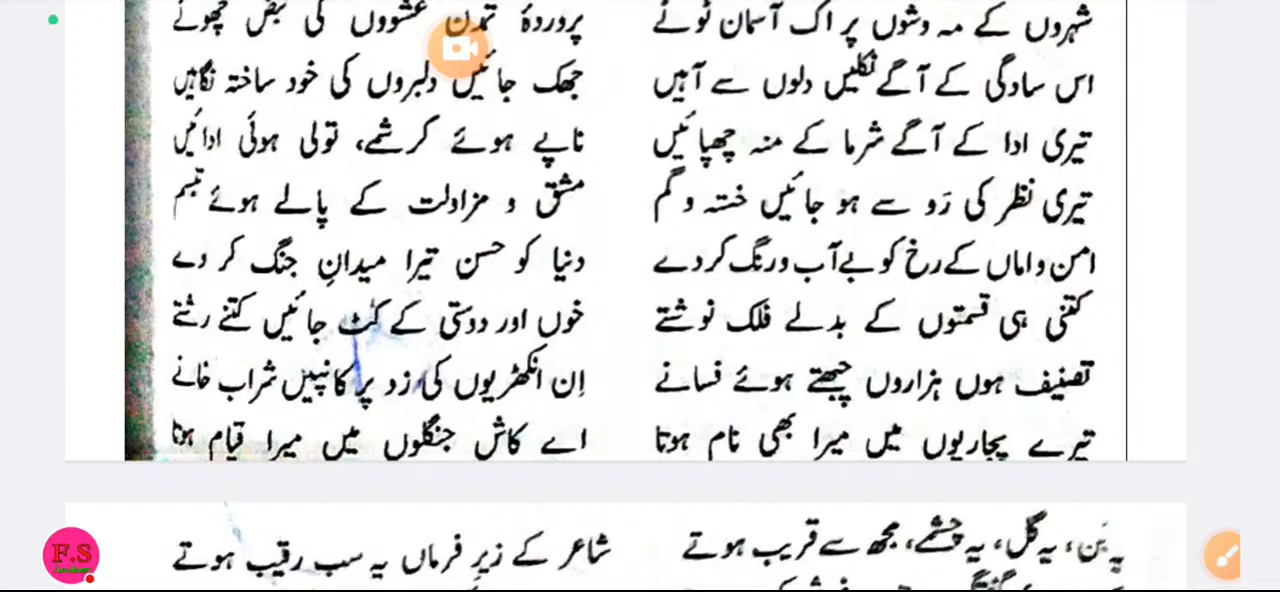 شہروں کے مہ وشوں پر اک آسمان ٹوٹے پروردۂ تمدن عشووں کی نبض چھوٹے
اس سادگی کے آگے نکلیں دلوں سے آہیں جھک جائیں دلبروں کی خود ساختہ نگاہیں
تیری ادا کے آگے شرما کے منہ چھپائیں ناپے ہوئے کرشمے، تولی ہوئی ادائیں
تیری نظر کی رَو سے ہو جائیں خستہ و گم مشق و مزاولت کے پالے ہوئے تبسم
امن و اماں کے رخ کو بے آب و رنگ کر دے دنیا کو حسن تیرا میدانِ جنگ کر دے
کتنی ہی قسمتوں کے بدلے فلک نوشتے خوں اور دوستی کے کٹ جائیں کتنے رشتے
تصنیف ہوں ہزاروں چبھتے ہوئے فسانے اِن انکھڑیوں کی زد پر کانپیں شراب خانے
تیرے پجاریوں میں میرا بھی نام ہوتا اے کاش جنگلوں میں میرا قیام ہوتا
یہ بَن، یہ گل، یہ چشمے، مجھ سے قریب ہوتے شاعر کے زیرِ فرماں یہ سب رقیب ہوتے
F.S